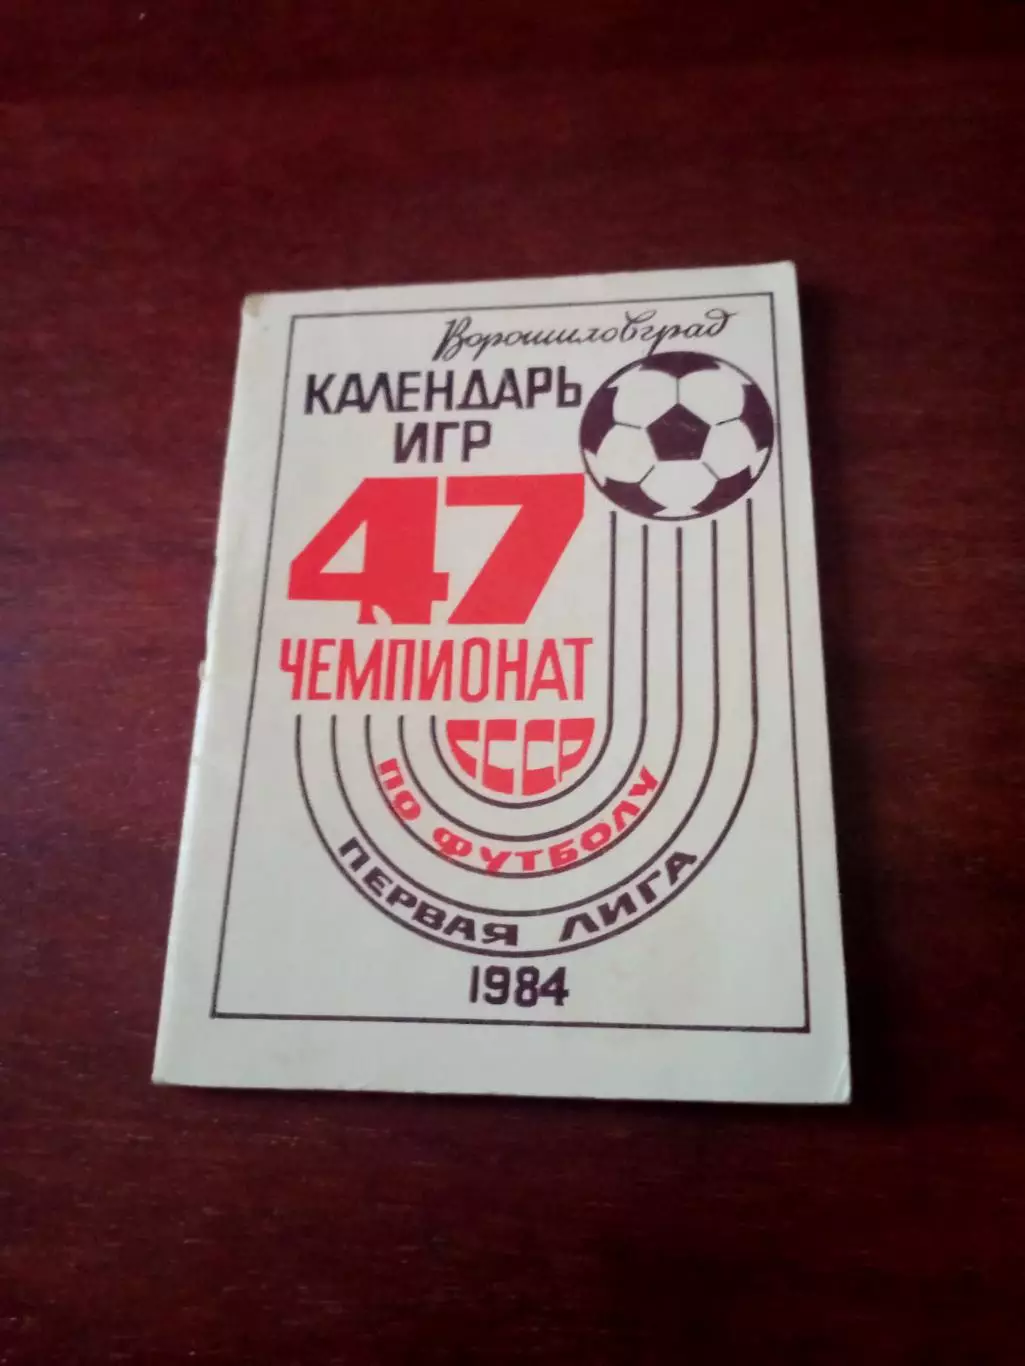 Ворошиловград
КАЛЕНДАРЬ
ИГР
47
ЧЕМПИОНАТ
СССР
ПО ФУТБОЛУ
ПЕРВАЯ ЛИГА
1984